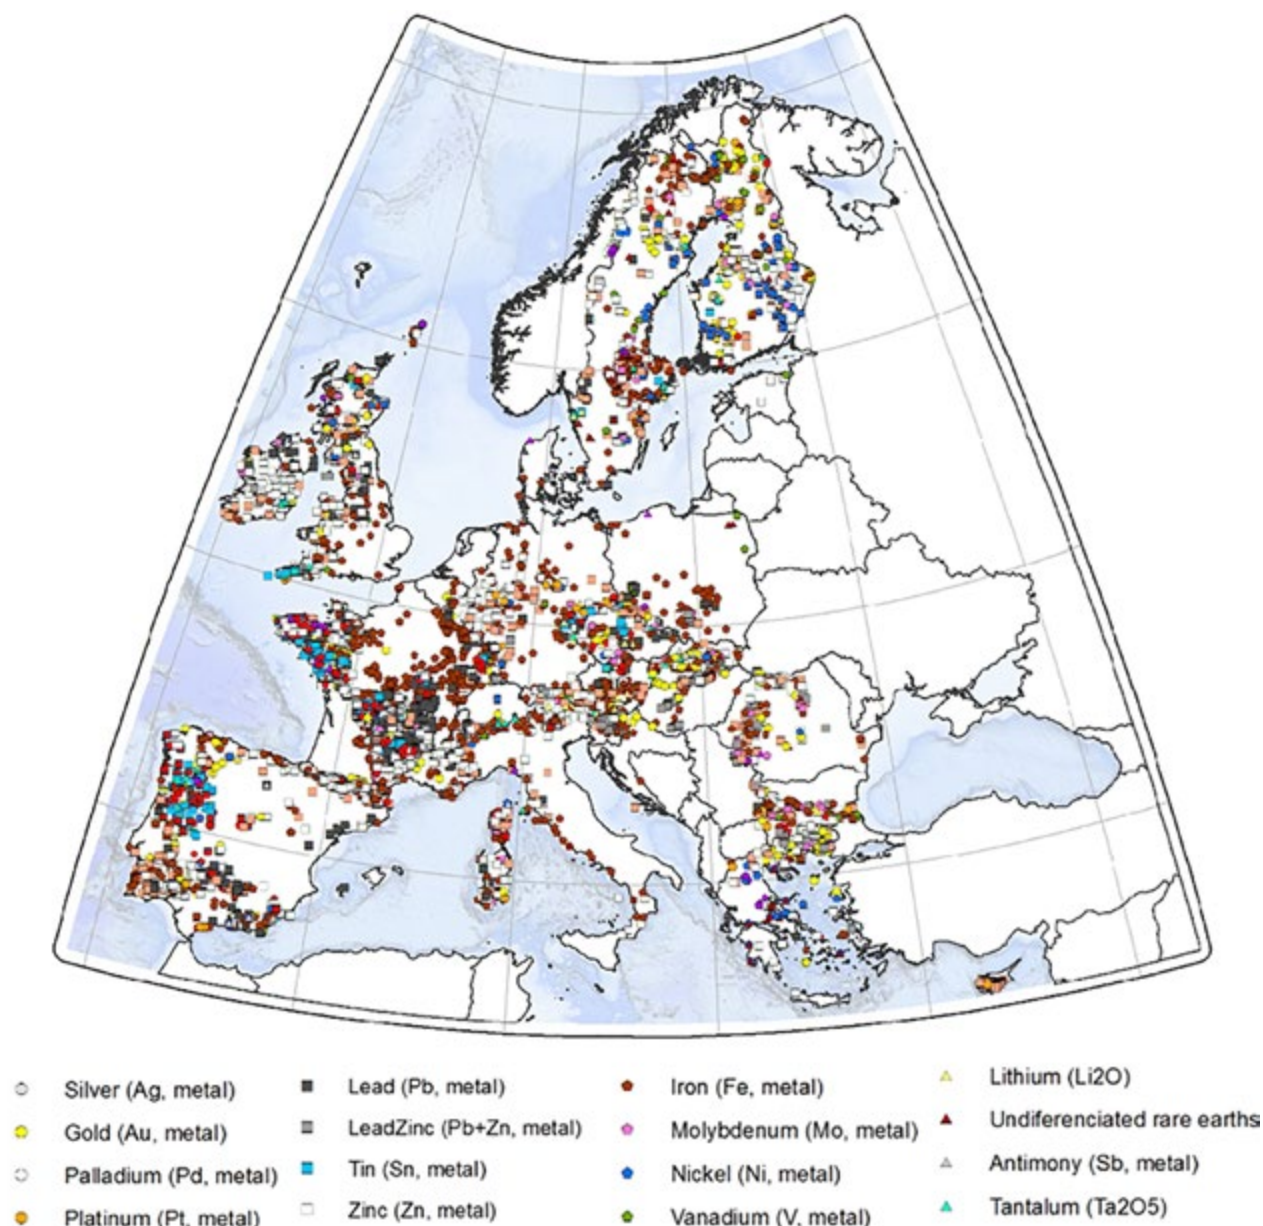 Silver (Ag, metal)
Gold (Au, metal)
Palladium (Pd, metal)
Platinum (Pt, metal)
Lead (Pb, metal)
LeadZinc (Pb+Zn, metal)
Tin (Sn, metal)
Zinc (Zn, metal)
Iron (Fe, metal)
Molybdenum (Mo, metal)
Nickel (Ni, metal)
Vanadium (V, metal)
Lithium (Li2O)
Undiferenciated rare earths
Antimony (Sb, metal)
Tantalum (Ta2O5)